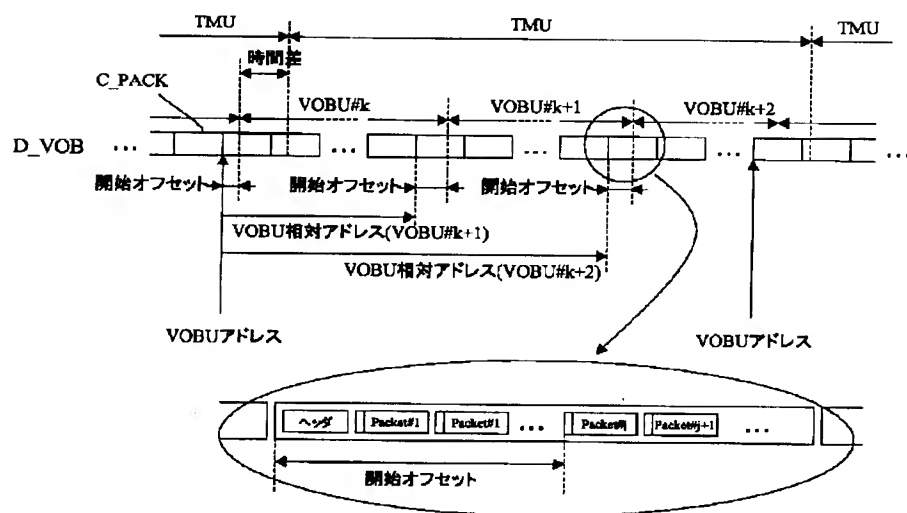 TMU TMU TMU
時間差
C_PACK
VOBU#k VOBU#k+1 VOBU#k+2
D_VOB ... ... ... ... ...
開始オフセット 開始オフセット 開始オフセット
VOBU相対アドレス(VOBU#k+1)
VOBU相対アドレス(VOBU#k+2)
VOBUアドレス VOBUアドレス
ヘッダ Packet#1 Packet#1 ... Packet#j Packet#j+1 ...
開始オフセット